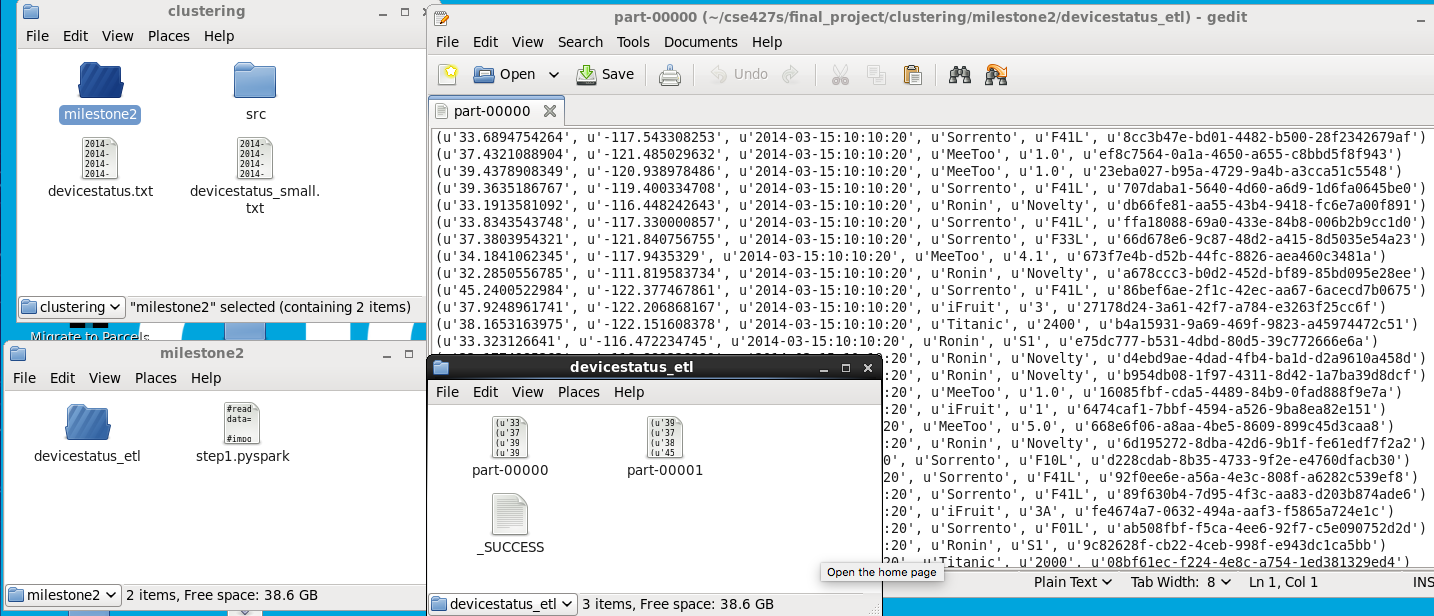 clustering
File Edit View Places Help
milestone2
src
2014-
2014-
2014-
2014-
2014-
2014-
2014-
2014-
devicestatus.txt
devicestatus_small.
txt
clustering "milestone2" selected (containing 2 items)
Migrate to Parcels
milestone2
File Edit View Places Help
#read
data=
#impo
devicestatus_etl
step1.pyspark
milestone2 2 items, Free space: 38.6 GB
part-00000 (~/cse427s/final_project/clustering/milestone2/devicestatus_etl) - gedit
File Edit View Search Tools Documents Help
Open Save Undo
part-00000
(u'33.6894754264', u'-117.543308253', u'2014-03-15:10:10:20', u'Sorrento', u'F41L', u'8cc3b47e-bd01-4482-b500-28f2342679af')
(u'37.4321088904', u'-121.485029632', u'2014-03-15:10:10:20', u'MeeToo', u'1.0', u'ef8c7564-0a1a-4650-a655-c8bbd5f8f943')
(u'39.4378908349', u'-120.938978486', u'2014-03-15:10:10:20', u'MeeToo', u'1.0', u'23eba027-b95a-4729-9a4b-a3cca51c5548')
(u'39.3635186767', u'-119.400334708', u'2014-03-15:10:10:20', u'Sorrento', u'F41L', u'707daba1-5640-4d60-a6d9-1d6fa0645be0')
(u'33.1913581092', u'-116.448242643', u'2014-03-15:10:10:20', u'Ronin', u'Novelty', u'db66fe81-aa55-43b4-9418-fc6e7a00f891')
(u'33.8343543748', u'-117.330000857', u'2014-03-15:10:10:20', u'Sorrento', u'F41L', u'ffa18088-69a0-433e-84b8-006b2b9cc1d0')
(u'37.3803954321', u'-121.840756755', u'2014-03-15:10:10:20', u'Sorrento', u'F33L', u'66d678e6-9c87-48d2-a415-8d5035e54a23')
(u'34.1841062345', u'-117.9435329', u'2014-03-15:10:10:20', u'MeeToo', u'4.1', u'673f7e4b-d52b-44fc-8826-aea460c3481a')
(u'32.2850556785', u'-111.819583734', u'2014-03-15:10:10:20', u'Ronin', u'Novelty', u'a678ccc3-b0d2-452d-bf89-85bd095e28ee')
(u'45.2400522984', u'-122.377467861', u'2014-03-15:10:10:20', u'Sorrento', u'F41L', u'86bef6ae-2f1c-42ec-aa67-6acecd7b0675')
(u'37.9248961741', u'-122.206868167', u'2014-03-15:10:10:20', u'iFruit', u'3', u'27178d24-3a61-42f7-a784-e3263f25cc6f')
(u'38.1653163975', u'-122.151608378', u'2014-03-15:10:10:20', u'Titanic', u'2400', u'b4a15931-9a69-469f-9823-a45974472c51')
(u'33.323126641', u'-116.472234745', u'2014-03-15:10:10:20', u'Ronin', u'S1', u'e75dc777-b531-4dbd-80d5-39c772666e6a')
:20', u'Ronin', u'Novelty', u'd4ebd9ae-4dad-4fb4-ba1d-d2a9610a458d')
:20', u'Ronin', u'Novelty', u'b954db08-1f97-4311-8d42-1a7ba39d8dcf')
:20', u'MeeToo', u'1.0', u'16085fbf-cda5-4489-84b9-0fad888f9e7a')
:20', u'iFruit', u'1', u'6474caf1-7bbf-4594-a526-9ba8ea82e151')
20', u'MeeToo', u'5.0', u'668e6f06-a8aa-4be5-8609-899c45d3caa8')
:20', u'Ronin', u'Novelty', u'6d195272-8dba-42d6-9b1f-fe61edf7f2a2')
0', u'Sorrento', u'F10L', u'd228cdab-8b35-4733-9f2e-e4760dfacb30')
20', u'Sorrento', u'F41L', u'92f0ee6e-a56a-4e3c-808f-a6282c539ef8')
:20', u'Sorrento', u'F41L', u'89f630b4-7d95-4f3c-aa83-d203b874ade6')
:20', u'iFruit', u'3A', u'fe4674a7-0632-494a-aaf3-f5865a724e1c')
:20', u'Sorrento', u'F01L', u'ab508fbf-f5ca-4ee6-92f7-c5e090752d2d')
:20', u'Ronin', u'S1', u'9c82628f-cb22-4ceb-998f-e943dc1ca5bb')
:20', u'Titanic', u'2000', u'08bf61ec-f224-4e8c-a754-1ed381329ed4')
Plain Text Tab Width: 8 Ln 1, Col 1 INS
devicestatus_etl
File Edit View Places Help
(u'33
(u'37
(u'39
(u'39
(u'39
(u'37
(u'38
(u'45
part-00000
part-00001
_SUCCESS
Open the home page
devicestatus_etl 3 items, Free space: 38.6 GB